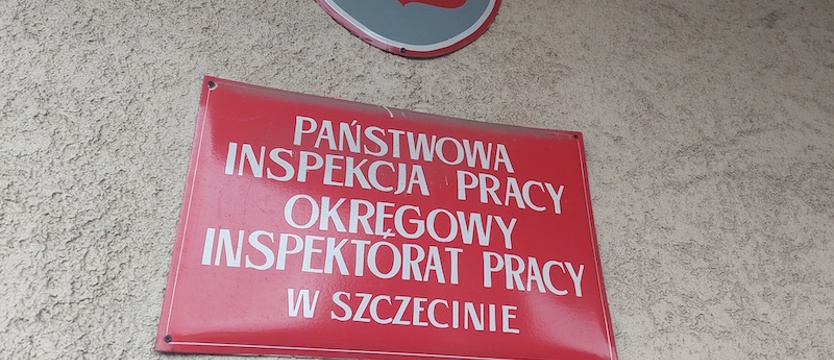 PAŃSTWOWA
INSPEKCJA PRACY
OKRĘGOWY
INSPEKTORAT PRACY
W SZCZECINIE